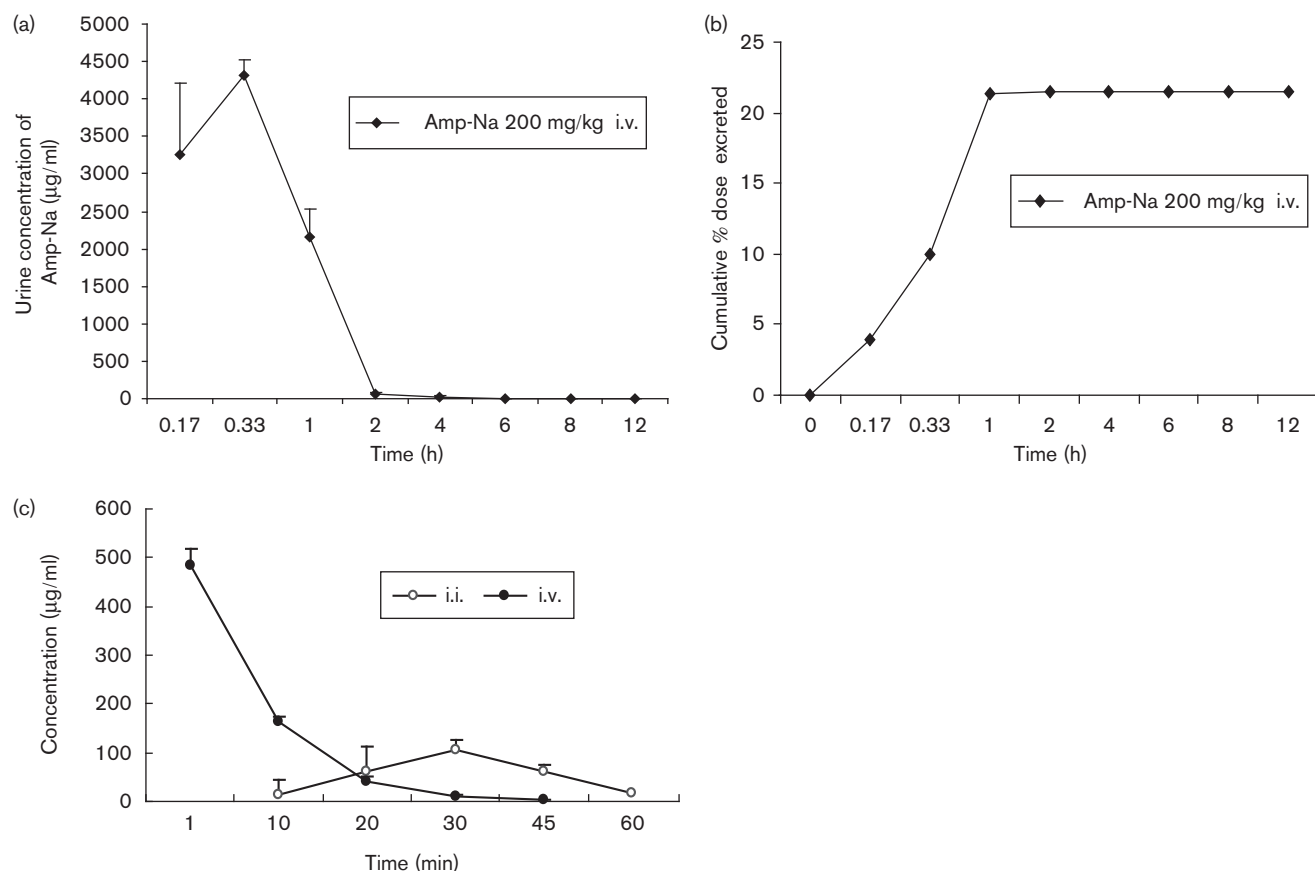 (a)
5000
4500
4000
3500
3000
2500
2000
1500
1000
500
0
Urine concentration of
Amp-Na (µg/ml)
Amp-Na 200 mg/kg i.v.
0.17 0.33 1 2 4 6 8 12
Time (h)
(b)
25
20
15
10
5
0
Cumulative % dose excreted
Amp-Na 200 mg/kg i.v.
0 0.17 0.33 1 2 4 6 8 12
Time (h)
(c)
600
500
400
300
200
100
0
Concentration (µg/ml)
i.i. i.v.
1 10 20 30 45 60
Time (min)